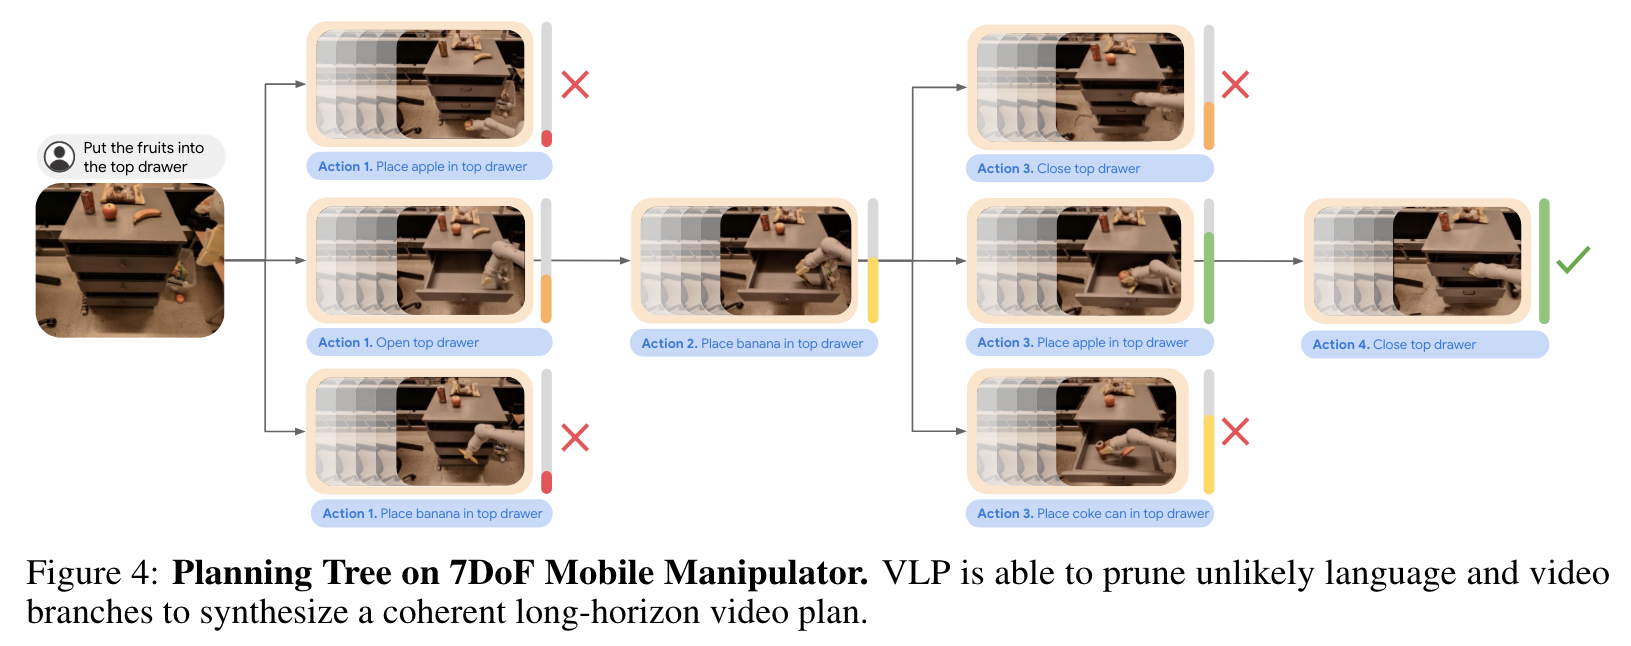 Put the fruits into
the top drawer
Action 1. Place apple in top drawer
Action 1. Open top drawer
Action 1. Place banana in top drawer
Action 2. Place banana in top drawer
Action 3. Close top drawer
Action 3. Place apple in top drawer
Action 3. Place coke can in top drawer
Action 4. Close top drawer
Figure 4: Planning Tree on 7DoF Mobile Manipulator. VLP is able to prune unlikely language and video
branches to synthesize a coherent long-horizon video plan.